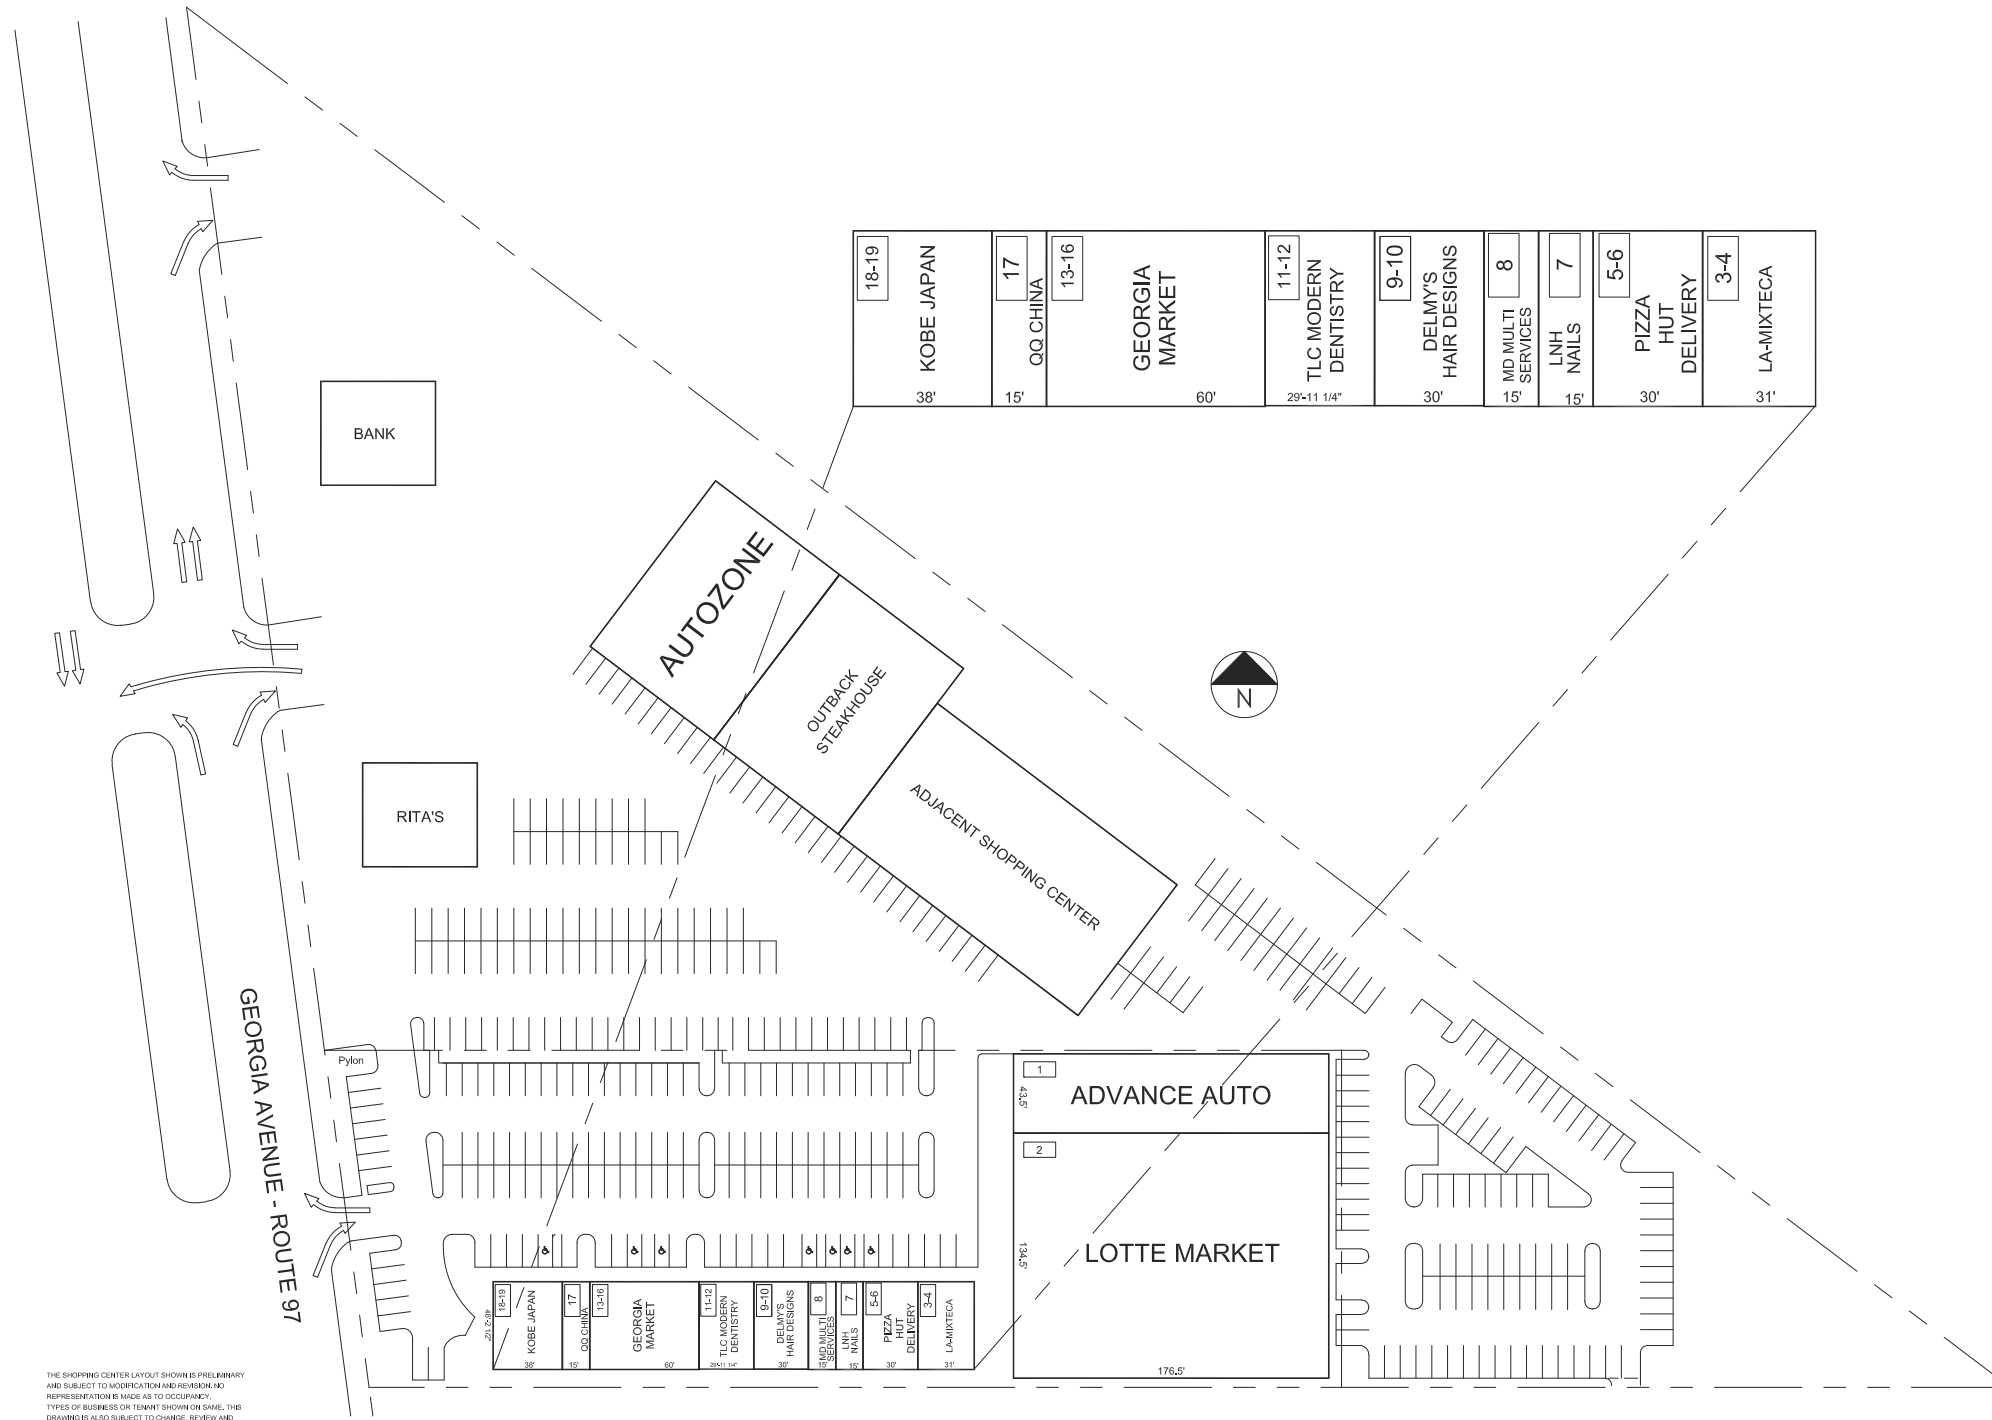 18-19
KOBE JAPAN
38'
17
QQ CHINA
15'
13-16
GEORGIA
MARKET
60'
11-12
TLC MODERN
DENTISTRY
29'-11 1/4"
9-10
DELMY'S
HAIR DESIGNS
30'
8
MD MULTI
SERVICES
15'
7
LNH
NAILS
15'
5-6
PIZZA
HUT
DELIVERY
30'
3-4
LA-MIXTECA
31'
BANK
AUTOZONE
OUTBACK
STEAKHOUSE
N
RITA'S
ADJACENT SHOPPING CENTER
GEORGIA AVENUE - ROUTE 97
Pylon
1
43.5'
ADVANCE AUTO
2
134.5'
LOTTE MARKET
176.5'
48'-2 1/2"
18-19
KOBE JAPAN
38'
17
QQ CHINA
15'
13-16
GEORGIA
MARKET
60'
11-12
TLC MODERN
DENTISTRY
29'-11 1/4"
9-10
DELMY'S
HAIR DESIGNS
30'
8
MD MULTI
SERVICES
15'
7
LNH
NAILS
15'
5-6
PIZZA
HUT
DELIVERY
30'
3-4
LA-MIXTECA
31'
THE SHOPPING CENTER LAYOUT SHOWN IS PRELIMINARY
AND SUBJECT TO MODIFICATION AND REVISION. NO
REPRESENTATION IS MADE AS TO OCCUPANCY,
TYPES OF BUSINESS OR TENANT SHOWN ON SAME. THIS
DRAWING IS ALSO SUBJECT TO CHANGE, REVIEW AND